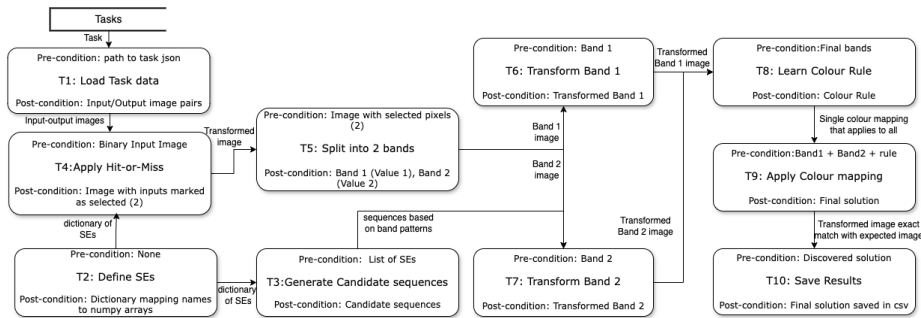 Tasks
Task
Pre-condition: path to task json
T1: Load Task data
Post-condition: Input/Output image pairs
Input-output images
Pre-condition: Binary Input Image
T4:Apply Hit-or-Miss
Post-condition: Image with inputs marked
as selected (2)
dictionary of
SEs
Pre-condition: None
T2: Define SEs
Post-condition: Dictionary mapping names
to numpy arrays
Transformed
image
Pre-condition: Image with selected pixels
(2)
T5: Split into 2 bands
Post-condition: Band 1 (Value 1), Band 2
(Value 2)
sequences based
on band patterns
dictionary
of SEs
Pre-condition: List of SEs
T3:Generate Candidate sequences
Post-condition: Candidate sequences
Band 1
image
Band 2
image
Pre-condition: Band 1
T6: Transform Band 1
Post-condition: Transformed Band 1
Pre-condition: Band 2
T7: Transform Band 2
Post-condition: Transformed Band 2
Transformed
Band 1 image
Transformed
Band 2 image
Pre-condition:Final bands
T8: Learn Colour Rule
Post-condition: Colour Rule
Single colour mapping
that applies to all
Pre-condition:Band1 + Band2 + rule
T9: Apply Colour mapping
Post-condition: Final solution
Transformed image exact
match with expected image
Pre-condition: Discovered solution
T10: Save Results
Post-condition: Final solution saved in csv